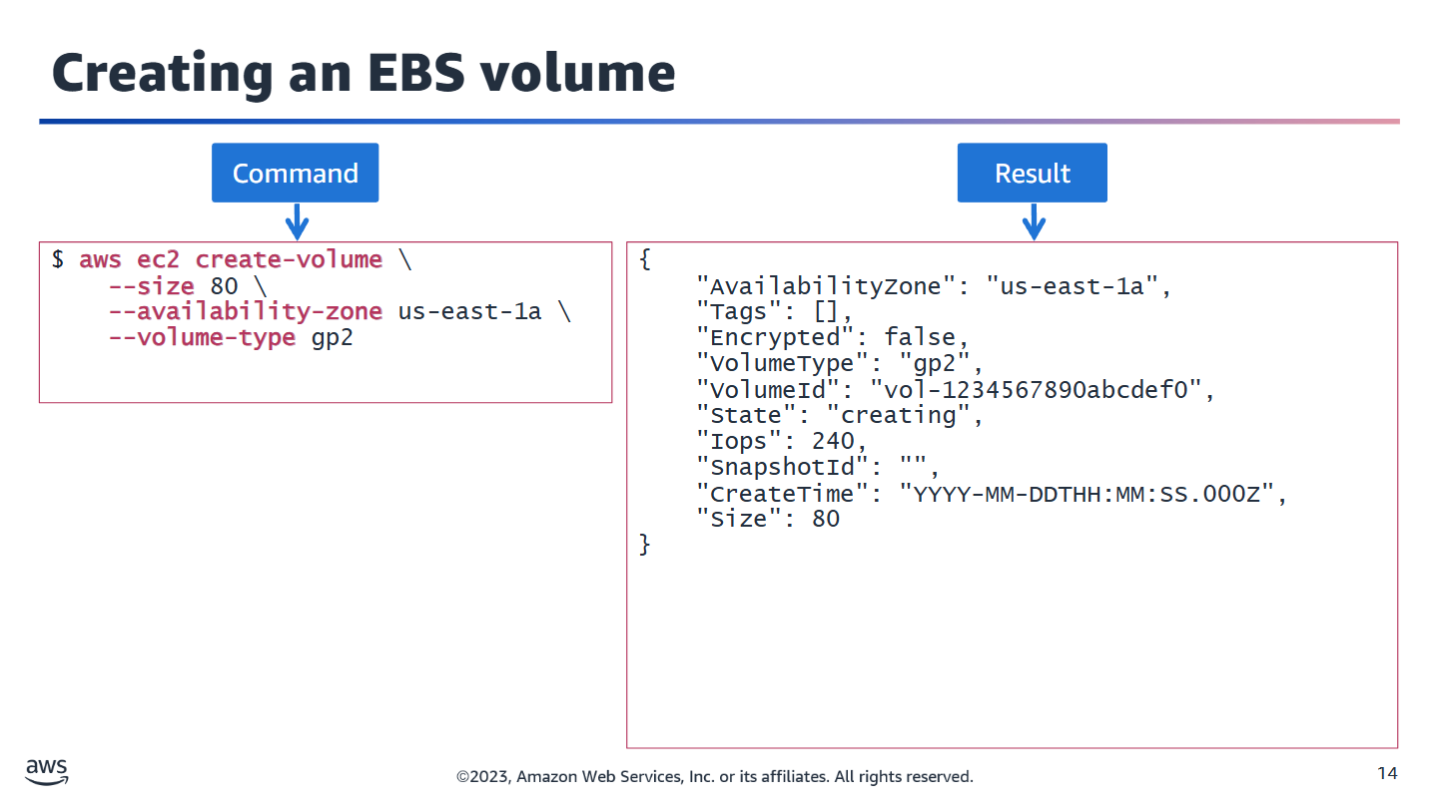 Creating an EBS volume
Command
$ aws ec2 create-volume \
--size 80 \
--availability-zone us-east-1a \
--volume-type gp2
Result
{
"AvailabilityZone": "us-east-1a",
"Tags": [],
"Encrypted": false,
"VolumeType": "gp2",
"VolumeId": "vol-1234567890abcdef0",
"State": "creating",
"Iops": 240,
"SnapshotId": "",
"CreateTime": "YYYY-MM-DDTHH:MM:SS.000Z",
"Size": 80
}
aws
©2023, Amazon Web Services, Inc. or its affiliates. All rights reserved.
14